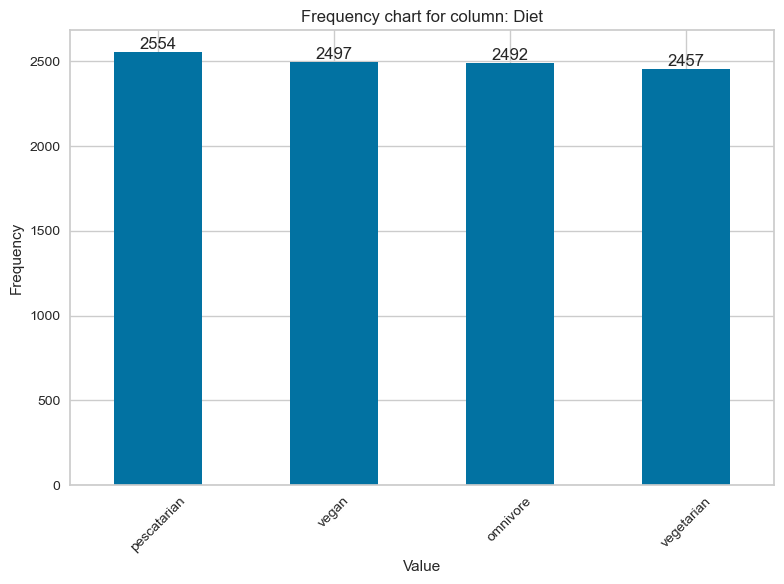 Frequency chart for column: Diet
2554
2497
2492
2457
2500
2000
1500
1000
500
0
Frequency
pescatarian
vegan
omnivore
vegetarian
Value